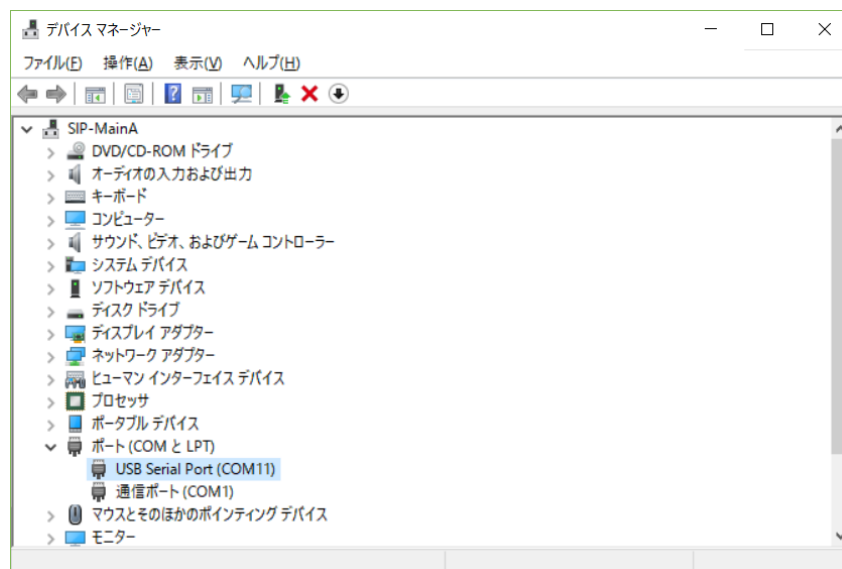 デバイス マネージャー
ファイル(F) 操作(A) 表示(V) ヘルプ(H)
SIP-MainA
DVD/CD-ROM ドライブ
オーディオの入力および出力
キーボード
コンピューター
サウンド、ビデオ、およびゲーム コントローラー
システム デバイス
ソフトウェア デバイス
ディスク ドライブ
ディスプレイ アダプター
ネットワーク アダプター
ヒューマン インターフェイス デバイス
プロセッサ
ポータブル デバイス
ポート (COM と LPT)
USB Serial Port (COM11)
通信ポート (COM1)
マウスとそのほかのポインティング デバイス
モニター